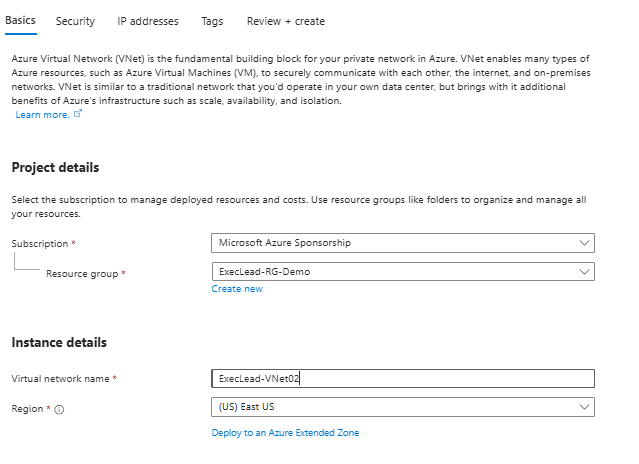 Basics Security IP addresses Tags Review + create
Azure Virtual Network (VNet) is the fundamental building block for your private network in Azure. VNet enables many types of
Azure resources, such as Azure Virtual Machines (VM), to securely communicate with each other, the internet, and on-premises
networks. VNet is similar to a traditional network that you'd operate in your own data center, but brings with it additional
benefits of Azure's infrastructure such as scale, availability, and isolation.
Learn more.
Project details
Select the subscription to manage deployed resources and costs. Use resource groups like folders to organize and manage all
your resources.
Subscription * Microsoft Azure Sponsorship
Resource group * ExecLead-RG-Demo
Create new
Instance details
Virtual network name * ExecLead-VNet02
Region * (US) East US
Deploy to an Azure Extended Zone